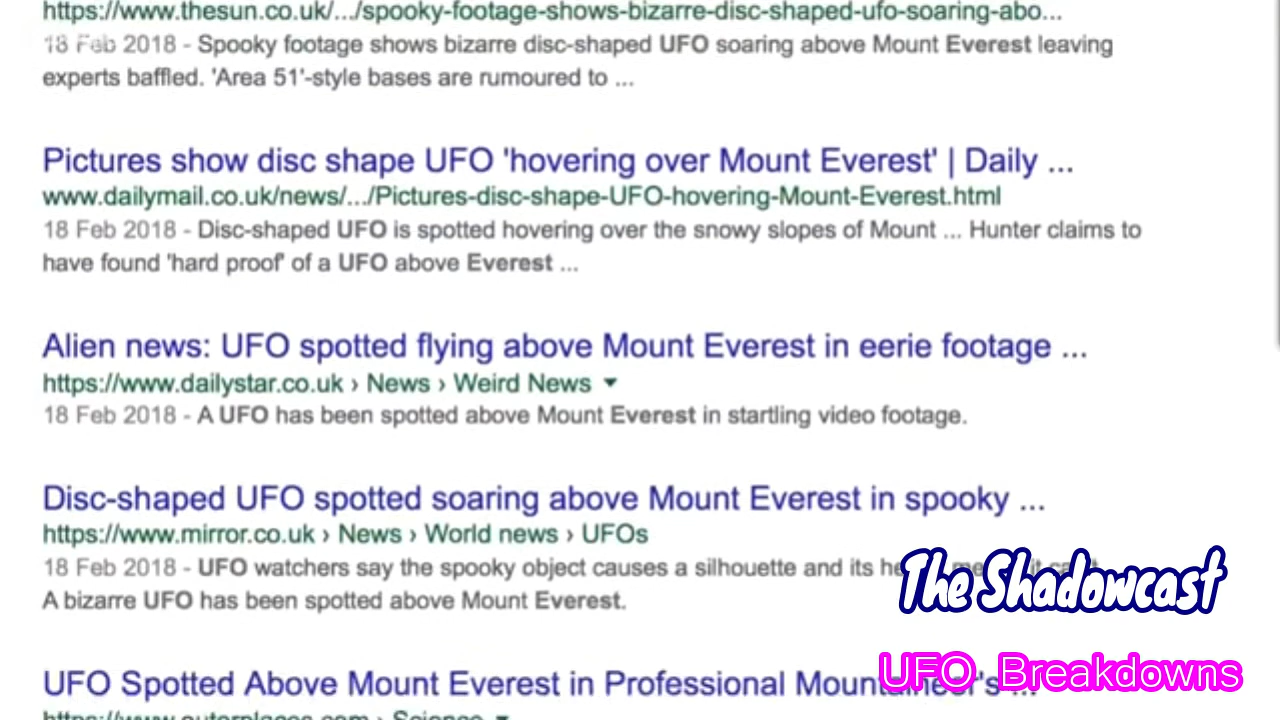 https://www.thesun.co.uk/.../spooky-footage-shows-bizarre-disc-shaped-ufo-soaring-abo...
18 Feb 2018 - Spooky footage shows bizarre disc-shaped UFO soaring above Mount Everest leaving
experts baffled. 'Area 51'-style bases are rumoured to ...
Pictures show disc shape UFO 'hovering over Mount Everest' | Daily ...
www.dailymail.co.uk/news/.../Pictures-disc-shape-UFO-hovering-Mount-Everest.html
18 Feb 2018 - Disc-shaped UFO is spotted hovering over the snowy slopes of Mount ... Hunter claims to
have found 'hard proof' of a UFO above Everest ...
Alien news: UFO spotted flying above Mount Everest in eerie footage ...
https://www.dailystar.co.uk › News › Weird News
18 Feb 2018 - A UFO has been spotted above Mount Everest in startling video footage.
Disc-shaped UFO spotted soaring above Mount Everest in spooky ...
https://www.mirror.co.uk › News › World news › UFOs
18 Feb 2018 - UFO watchers say the spooky object causes a silhouette and its
A bizarre UFO has been spotted above Mount Everest.
The Shadowcast
UFO Spotted Above Mount Everest in Professional Mountaineer's ...
UFO Breakdowns
https://www.outerplaces.com › Science